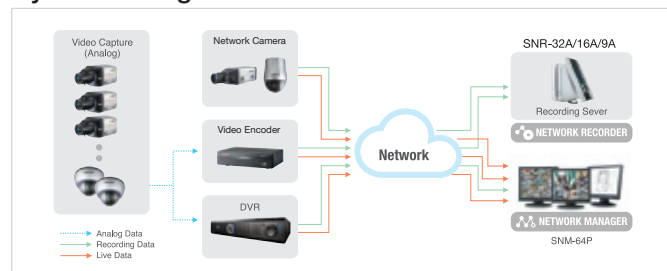 Video Capture
(Analog)
Network Camera
Video Encoder
DVR
Analog Data
Recording Data
Live Data
Network
SNR-32A/16A/9A
Recording Sever
NETWORK RECORDER
NETWORK MANAGER
SNM-64P